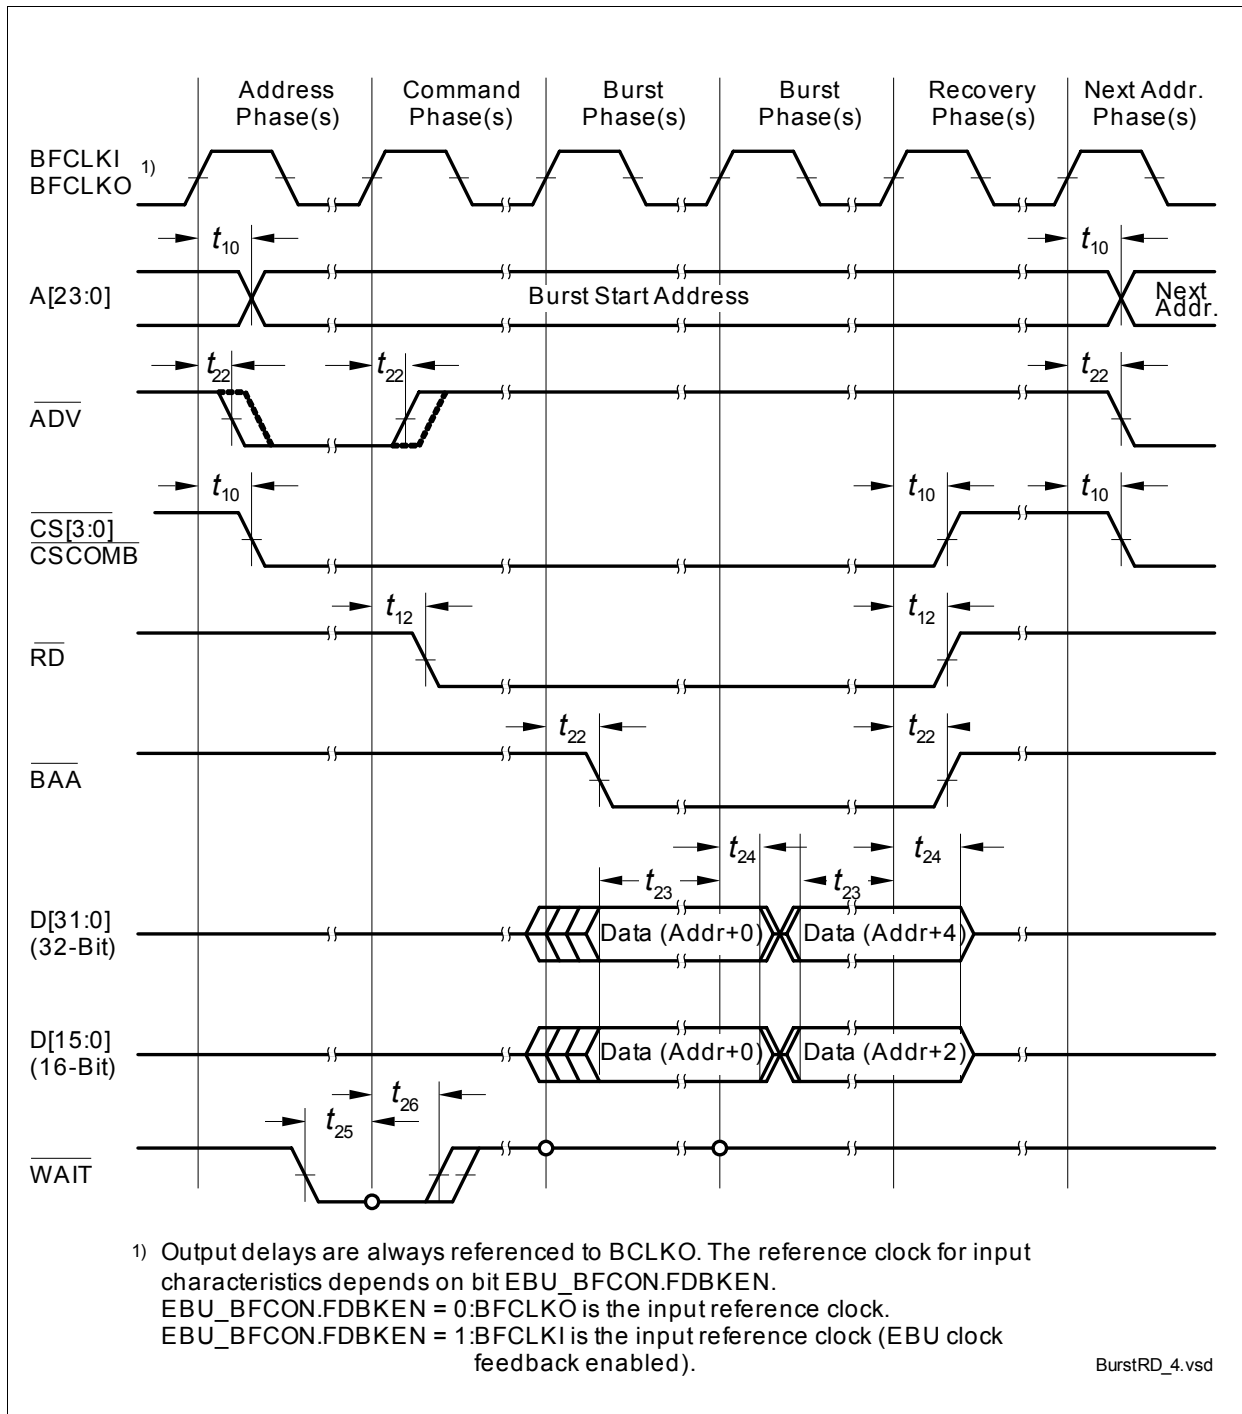 Address Phase(s)
Command Phase(s)
Burst Phase(s)
Burst Phase(s)
Recovery Phase(s)
Next Addr. Phase(s)
BFCLKI
BFCLKO 1)
t10
t10
A[23:0]
Burst Start Address
Next Addr.
t22
t22
t22
ADV
t10
t10
t10
CS[3:0]
CSCOMB
t12
t12
RD
t22
t22
BAA
t24
t24
t23
t23
D[31:0]
(32-Bit)
Data (Addr+0)
Data (Addr+4)
D[15:0]
(16-Bit)
Data (Addr+0)
Data (Addr+2)
t26
t25
WAIT
1) Output delays are always referenced to BCLKO. The reference clock for input
characteristics depends on bit EBU_BFCON.FDBKEN.
EBU_BFCON.FDBKEN = 0:BFCLKO is the input reference clock.
EBU_BFCON.FDBKEN = 1:BFCLKI is the input reference clock (EBU clock
feedback enabled).
BurstRD_4.vsd